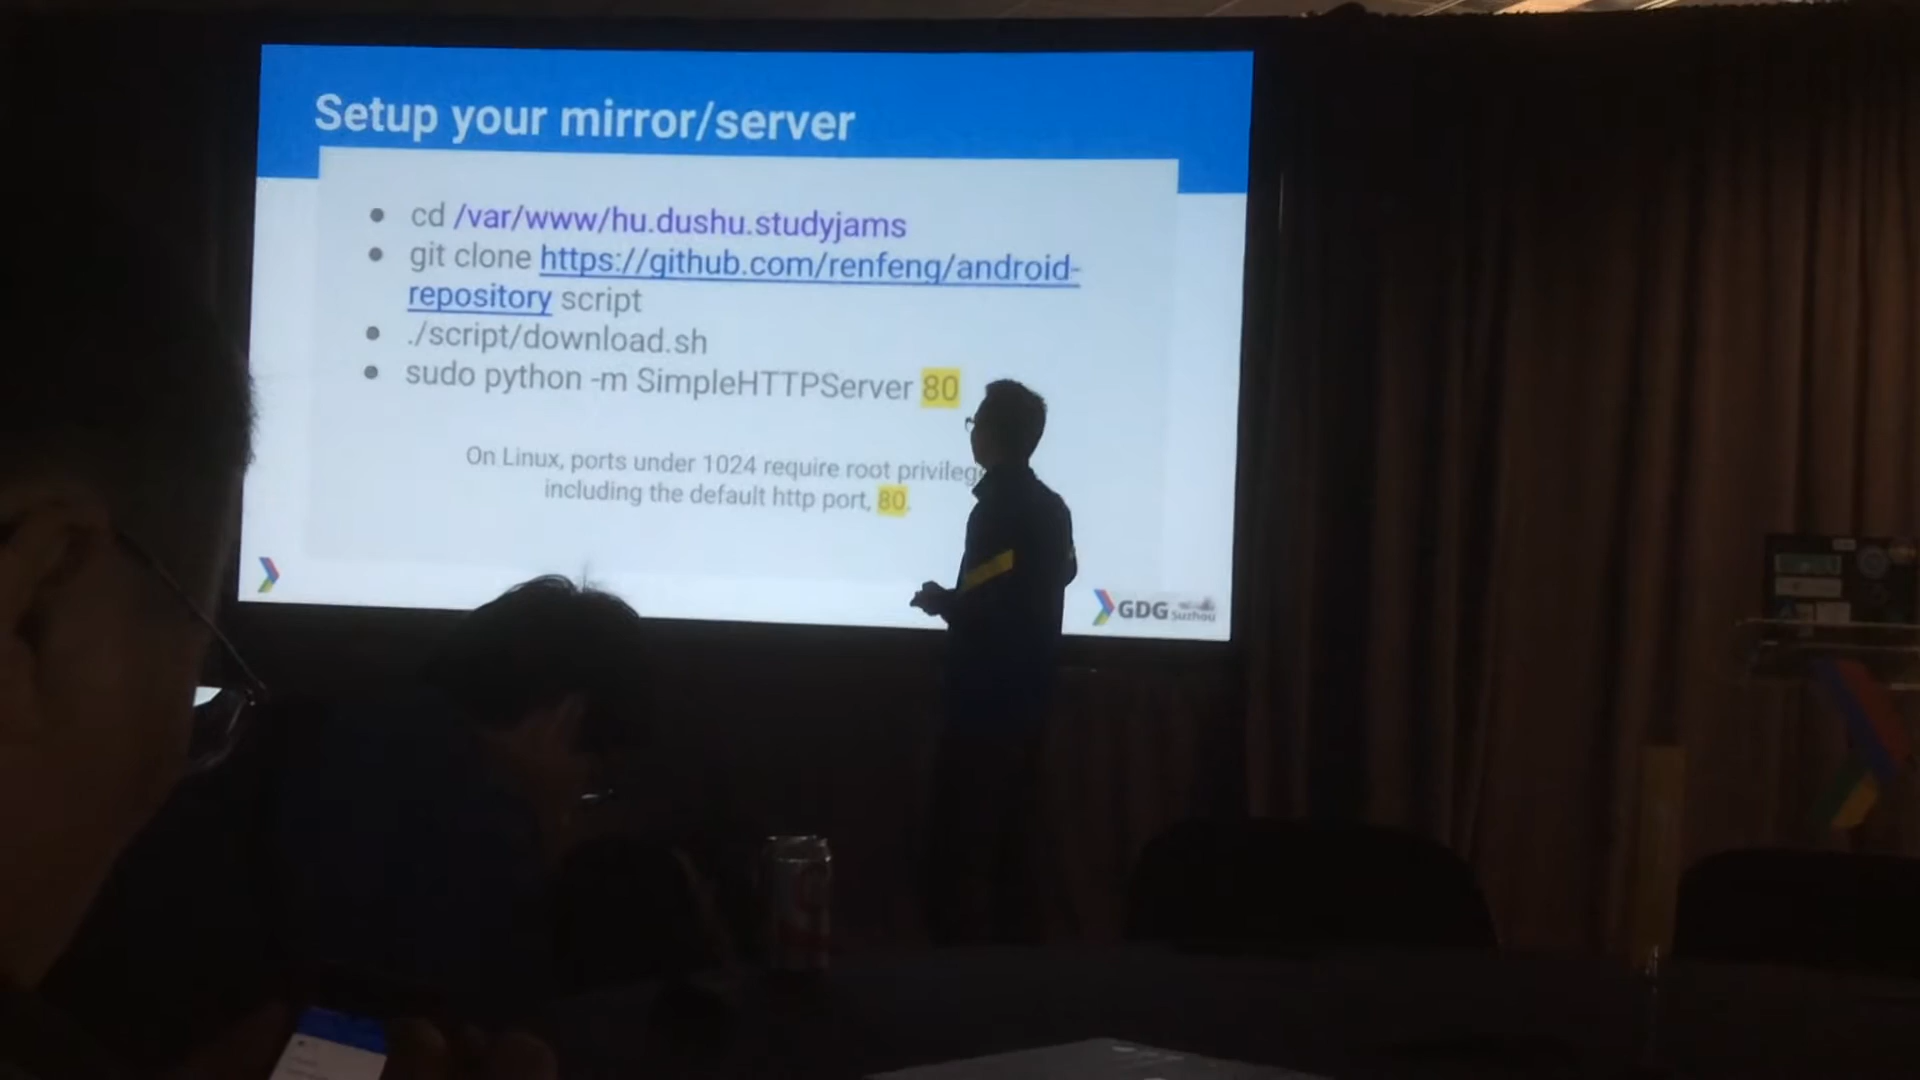 Setup your mirror/server
● cd /var/www/hu.dushu.studyjams
● git clone https://github.com/renfeng/android-
repository script
● ./script/download.sh
● sudo python -m SimpleHTTPServer 80
On Linux, ports under 1024 require root
including the default http port, 80.
GDG Suzhou